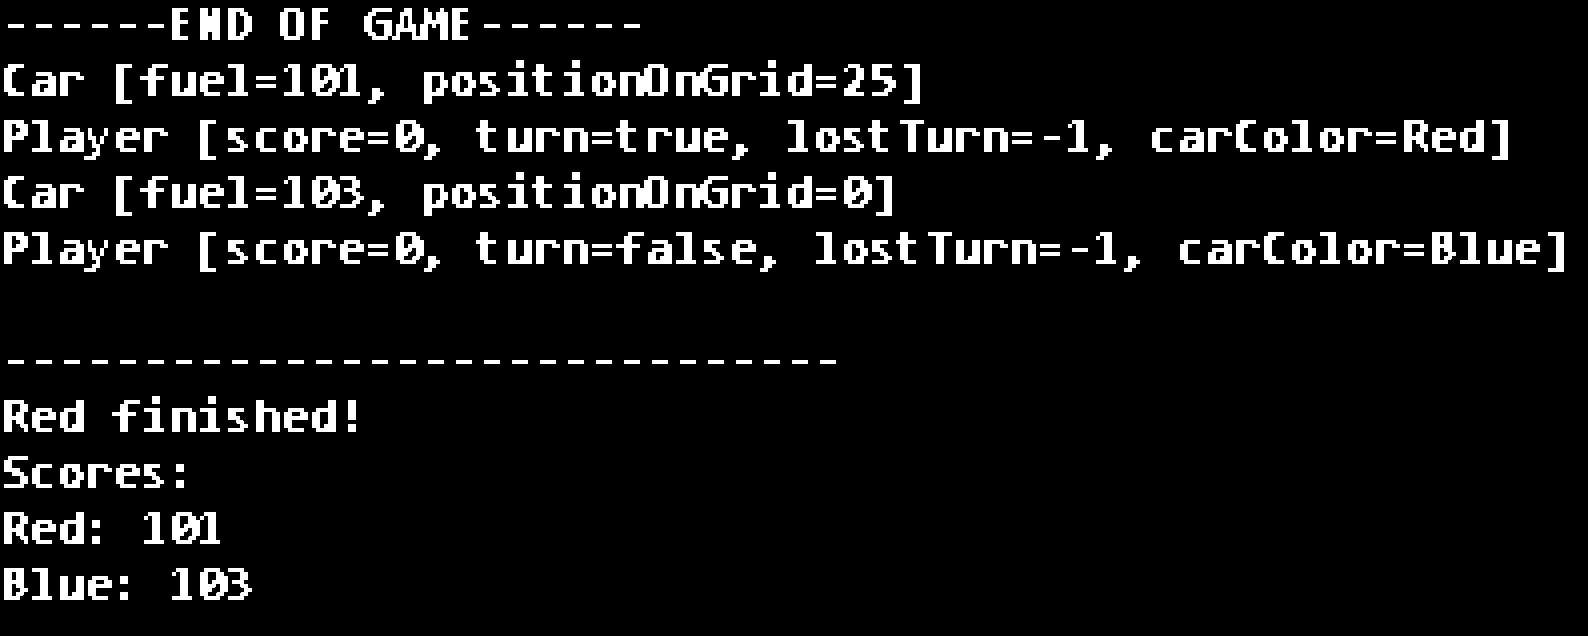 ------END OF GAME------
Car [fuel=101, positionOnGrid=25]
Player [score=0, turn=true, lostTurn=-1, carColor=Red]
Car [fuel=103, positionOnGrid=0]
Player [score=0, turn=false, lostTurn=-1, carColor=Blue]
------------------------------
Red finished!
Scores:
Red: 101
Blue: 103